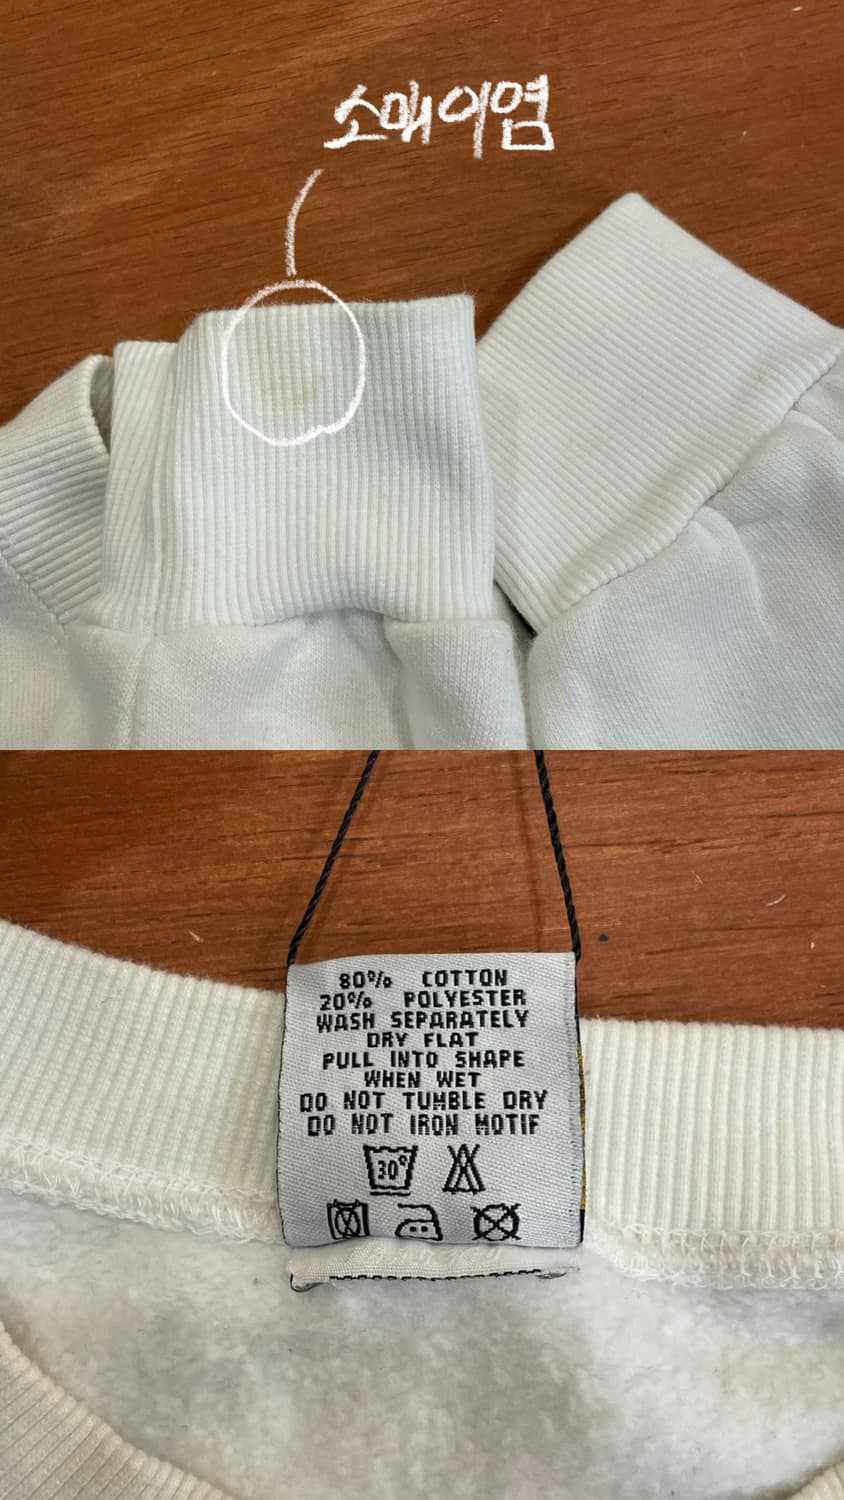 소매이염
80% COTTON
20% POLYESTER
WASH SEPARATELY
DRY FLAT
PULL INTO SHAPE
WHEN WET
DO NOT TUMBLE DRY
DO NOT IRON MOTIF
30°